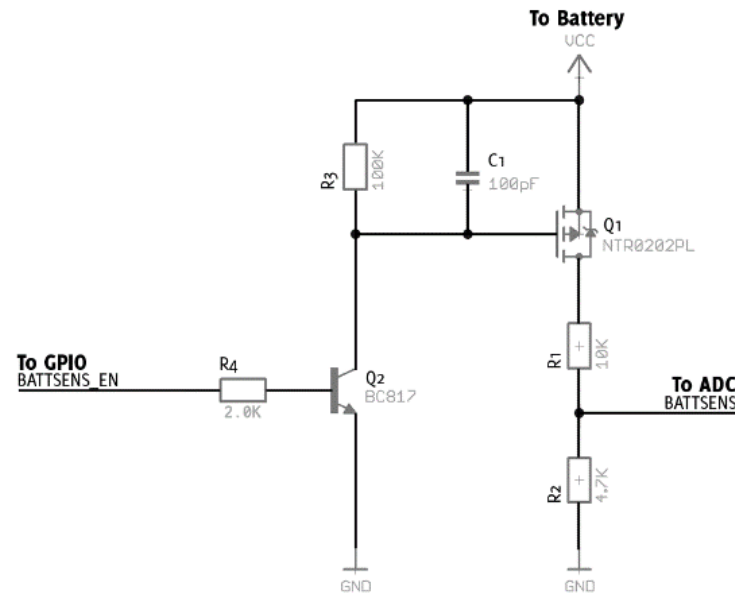 To Battery
VCC
R3
100K
C1
100pF
Q1
NTR0202PL
To GPIO
BATTSENS_EN
R4
2.0K
Q2
BC817
R1
10K
To ADC
BATTSENS
R2
4.7K
GND
GND